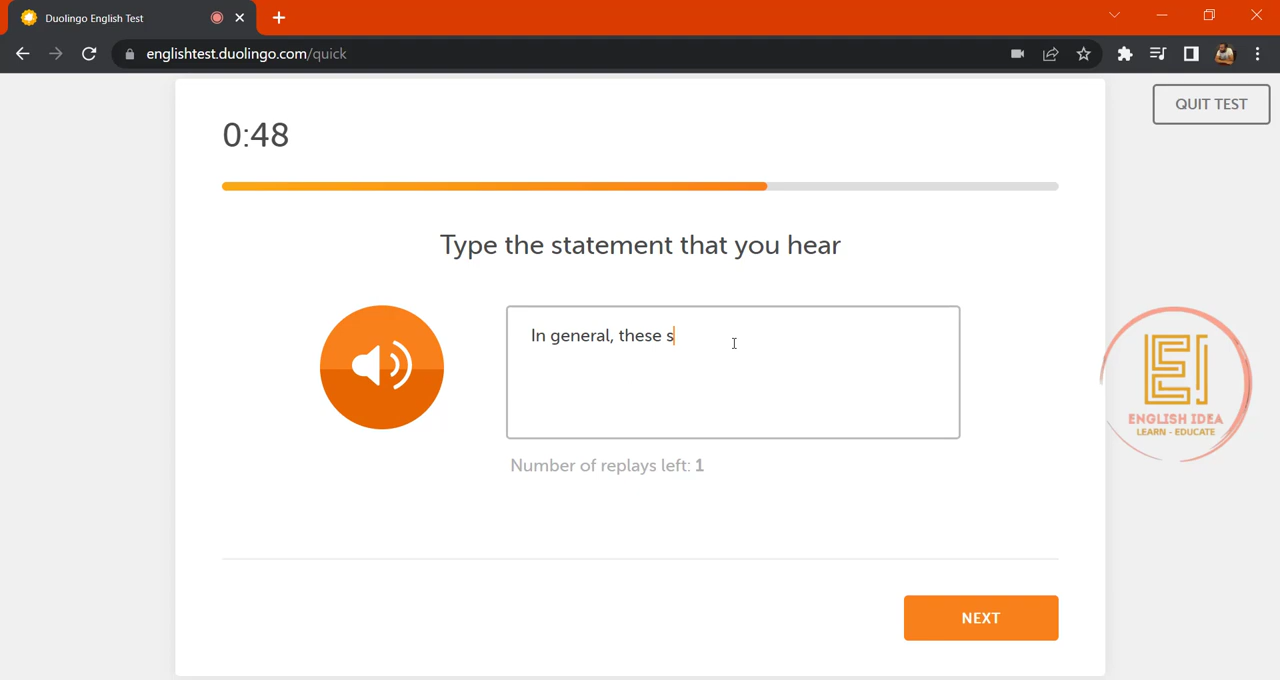 Duolingo English Test
englishtest.duolingo.com/quick
QUIT TEST
0:48
Type the statement that you hear
In general, these s
Number of replays left: 1
NEXT
EI
ENGLISH IDEA
LEARN - EDUCATE